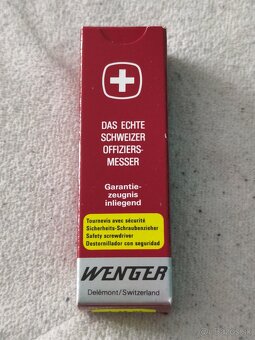 DAS ECHTE
SCHWEIZER
OFFIZIERS-
MESSER
Garantie-
zeugnis
inliegend
Tournevis avec sécurité
Sicherheits-Schraubenzieher
Safety screwdriver
Destornillador con seguridad
WENGER
Delémont/Switzerland